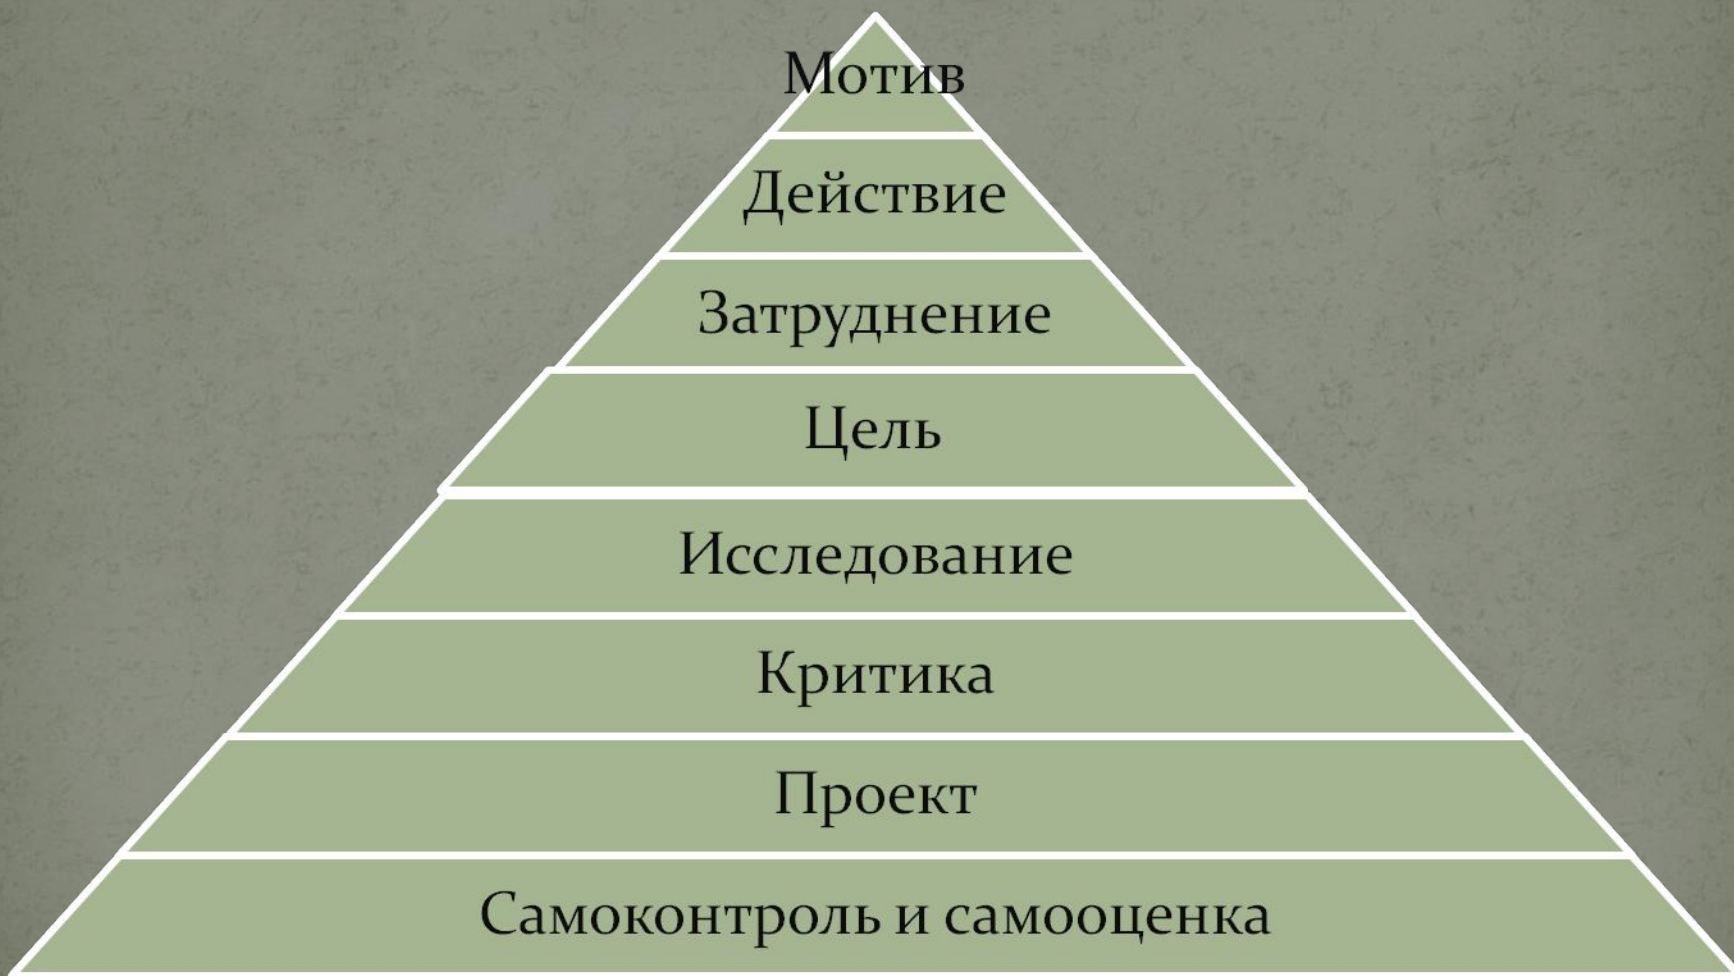 Мотив
Действие
Затруднение
Цель
Исследование
Критика
Проект
Самоконтроль и самооценка